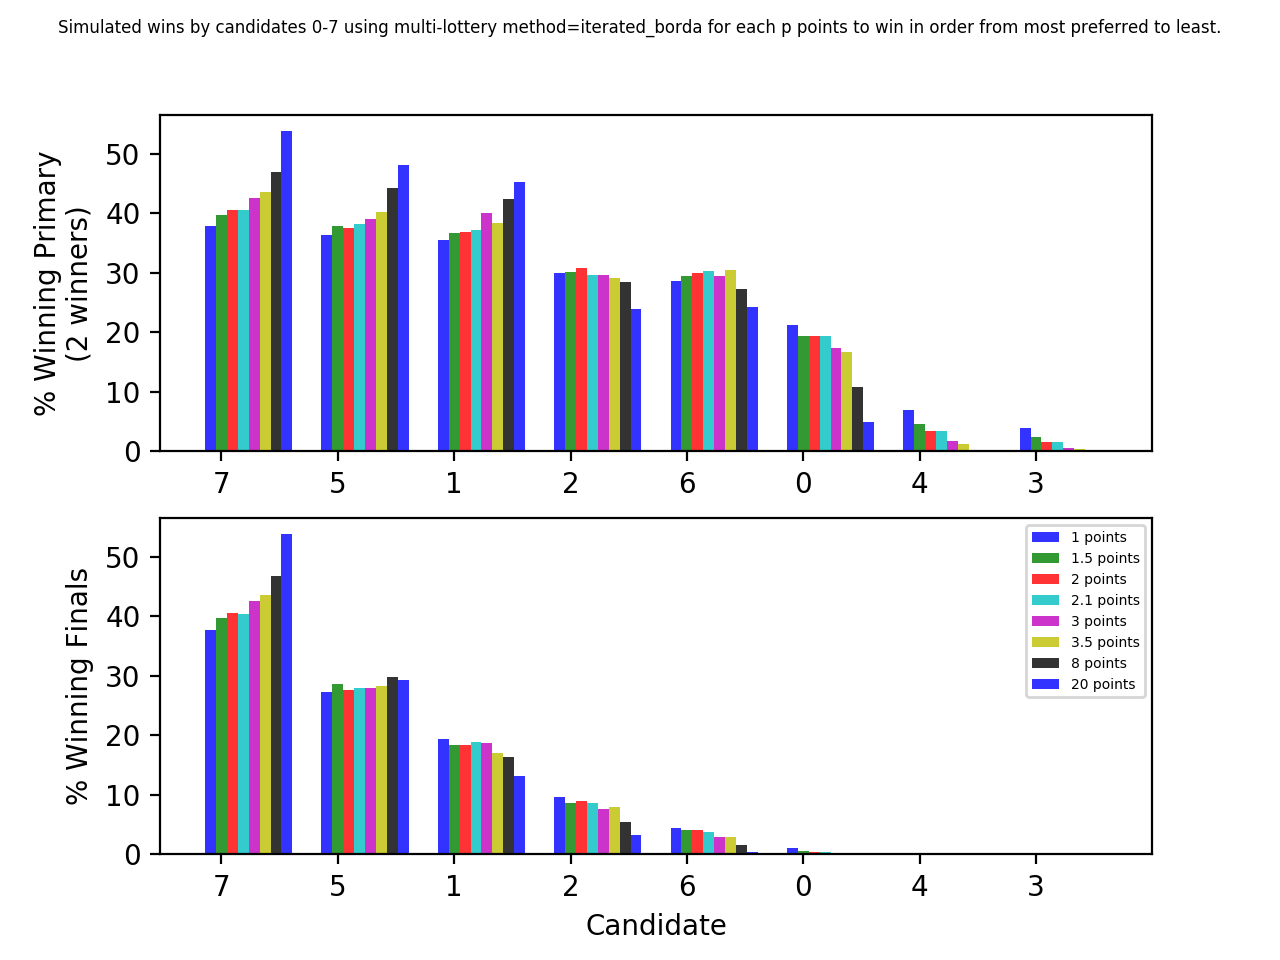 Simulated wins by candidates 0-7 using multi-lottery method=iterated_borda for each p points to win in order from most preferred to least.
% Winning Primary
(2 winners)
50
40
30
20
10
0
7 5 1 2 6 0 4 3
% Winning Finals
50
40
30
20
10
0
1 points
1.5 points
2 points
2.1 points
3 points
3.5 points
8 points
20 points
7 5 1 2 6 0 4 3
Candidate